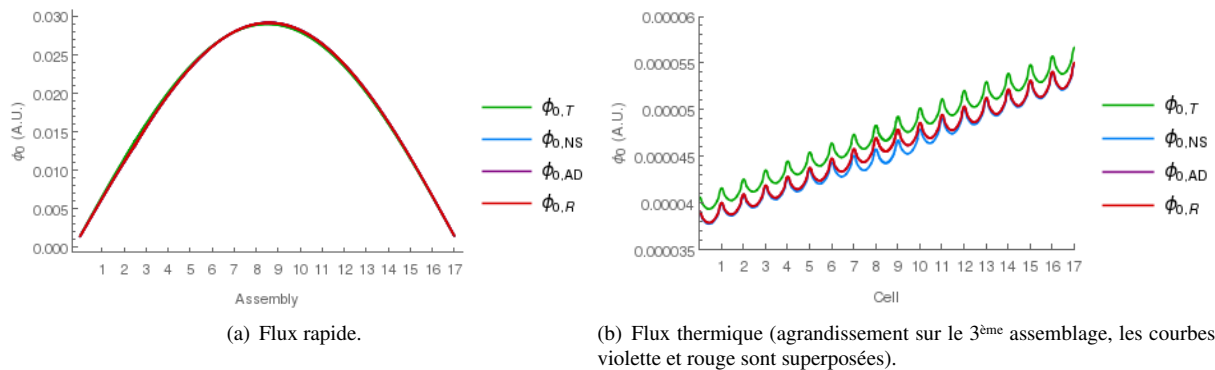 0.030
0.025
0.020
0.015
0.010
0.005
0.000
ϕ0 (A.U.)
1 2 3 4 5 6 7 8 9 10 11 12 13 14 15 16 17
Assembly
ϕ0,T
ϕ0,NS
ϕ0,AD
ϕ0,R
(a) Flux rapide.
0.00006
0.000055
0.00005
0.000045
0.00004
0.000035
ϕ0 (A.U.)
1 2 3 4 5 6 7 8 9 10 11 12 13 14 15 16 17
Cell
ϕ0,T
ϕ0,NS
ϕ0,AD
ϕ0,R
(b) Flux thermique (agrandissement sur le 3ème assemblage, les courbes
violette et rouge sont superposées).